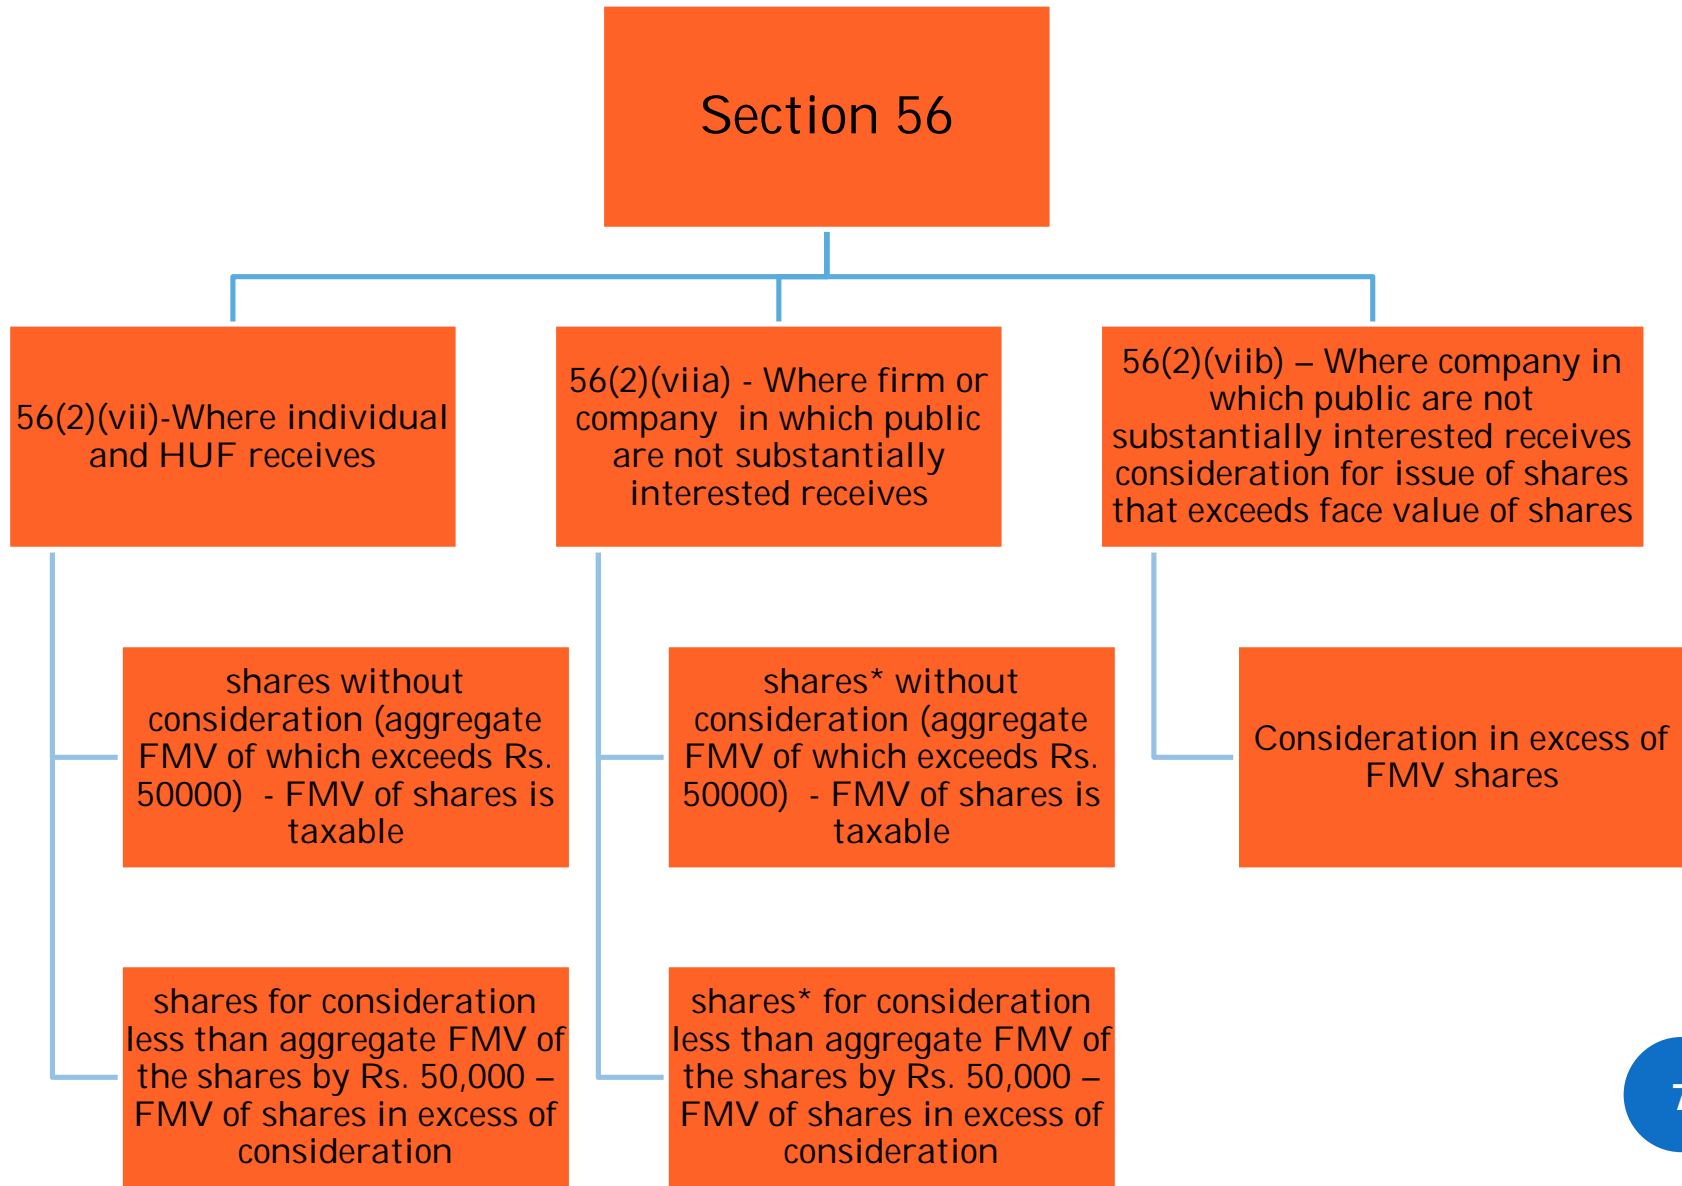 Section 56
56(2)(vii)-Where individual
and HUF receives
shares without
consideration (aggregate
FMV of which exceeds Rs.
50000)  - FMV of shares is
taxable
shares for consideration
less than aggregate FMV of
the shares by Rs. 50,000 –
FMV of shares in excess of
consideration
56(2)(viia) - Where firm or
company  in which public
are not substantially
interested receives
shares* without
consideration (aggregate
FMV of which exceeds Rs.
50000)  - FMV of shares is
taxable
shares* for consideration
less than aggregate FMV of
the shares by Rs. 50,000 –
FMV of shares in excess of
consideration
56(2)(viib) – Where company in
which public are not
substantially interested receives
consideration for issue of shares
that exceeds face value of shares
Consideration in excess of
FMV shares
7